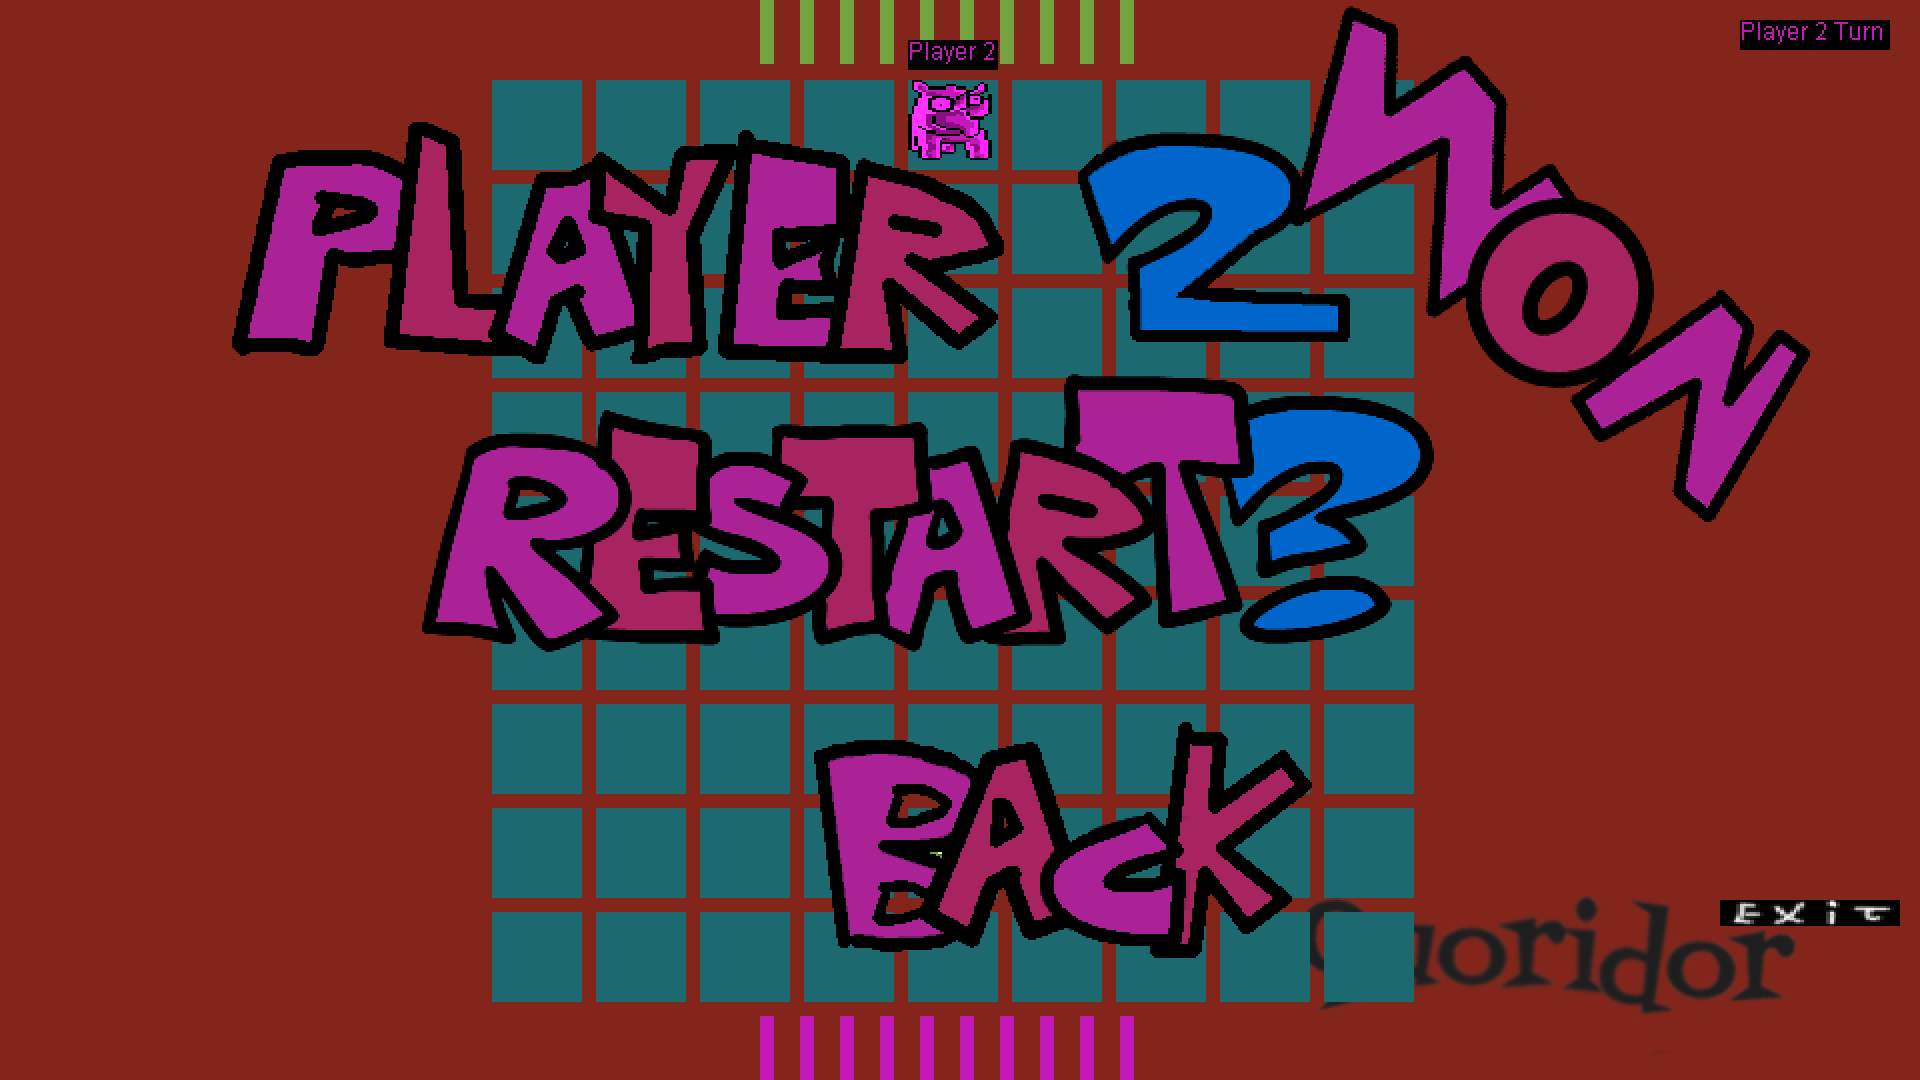 Player 2
Player 2 Turn
PLAYER 2 WON
RESTART?
BACK
EXiT
Quoridor